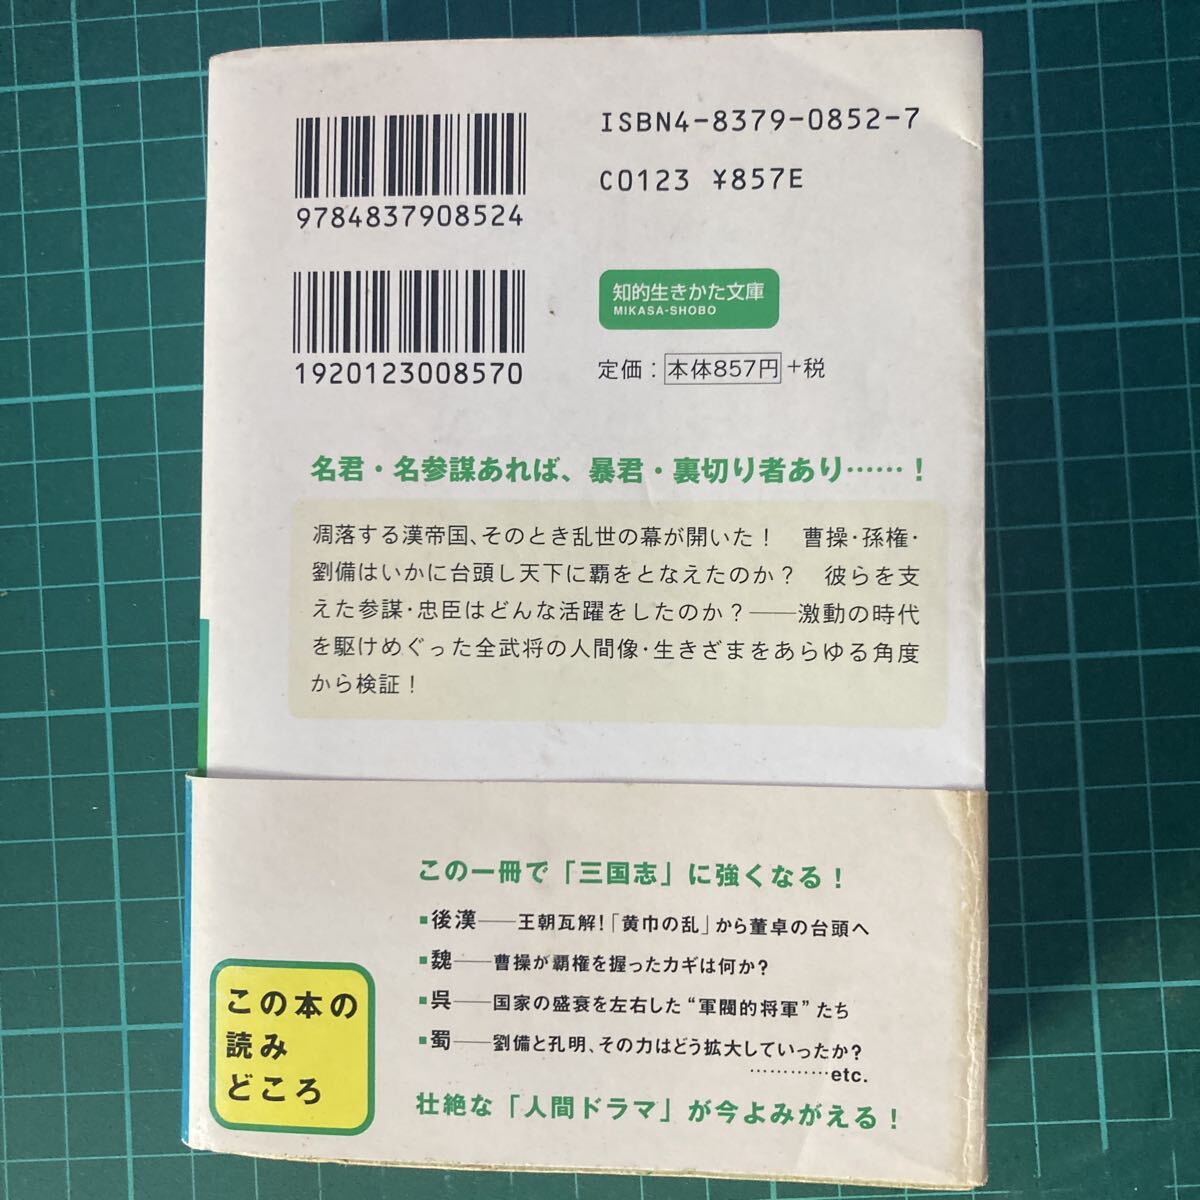 ISBN4-8379-0852-7
C0123 ¥857E
9784837908524
1920123008570
知的生きかた文庫
MIKASA-SHOBO
定価：本体857円+税
名君・名参謀あれば、暴君・裏切り者あり……！
凋落する漢帝国、そのとき乱世の幕が開いた！　曹操・孫権・
劉備はいかに台頭し天下に覇をとなえたのか？　彼らを支
えた参謀・忠臣はどんな活躍をしたのか？――激動の時代
を駆けめぐった全武将の人間像・生きざまをあらゆる角度
から検証！
この一冊で「三国志」に強くなる！
▪後漢――王朝瓦解！「黄巾の乱」から董卓の台頭へ
▪魏――曹操が覇権を握ったカギは何か？
▪呉――国家の盛衰を左右した“軍閥的将軍”たち
▪蜀――劉備と孔明、その力はどう拡大していったか？
…………etc.
壮絶な「人間ドラマ」が今よみがえる！
この本の
読み
どころ